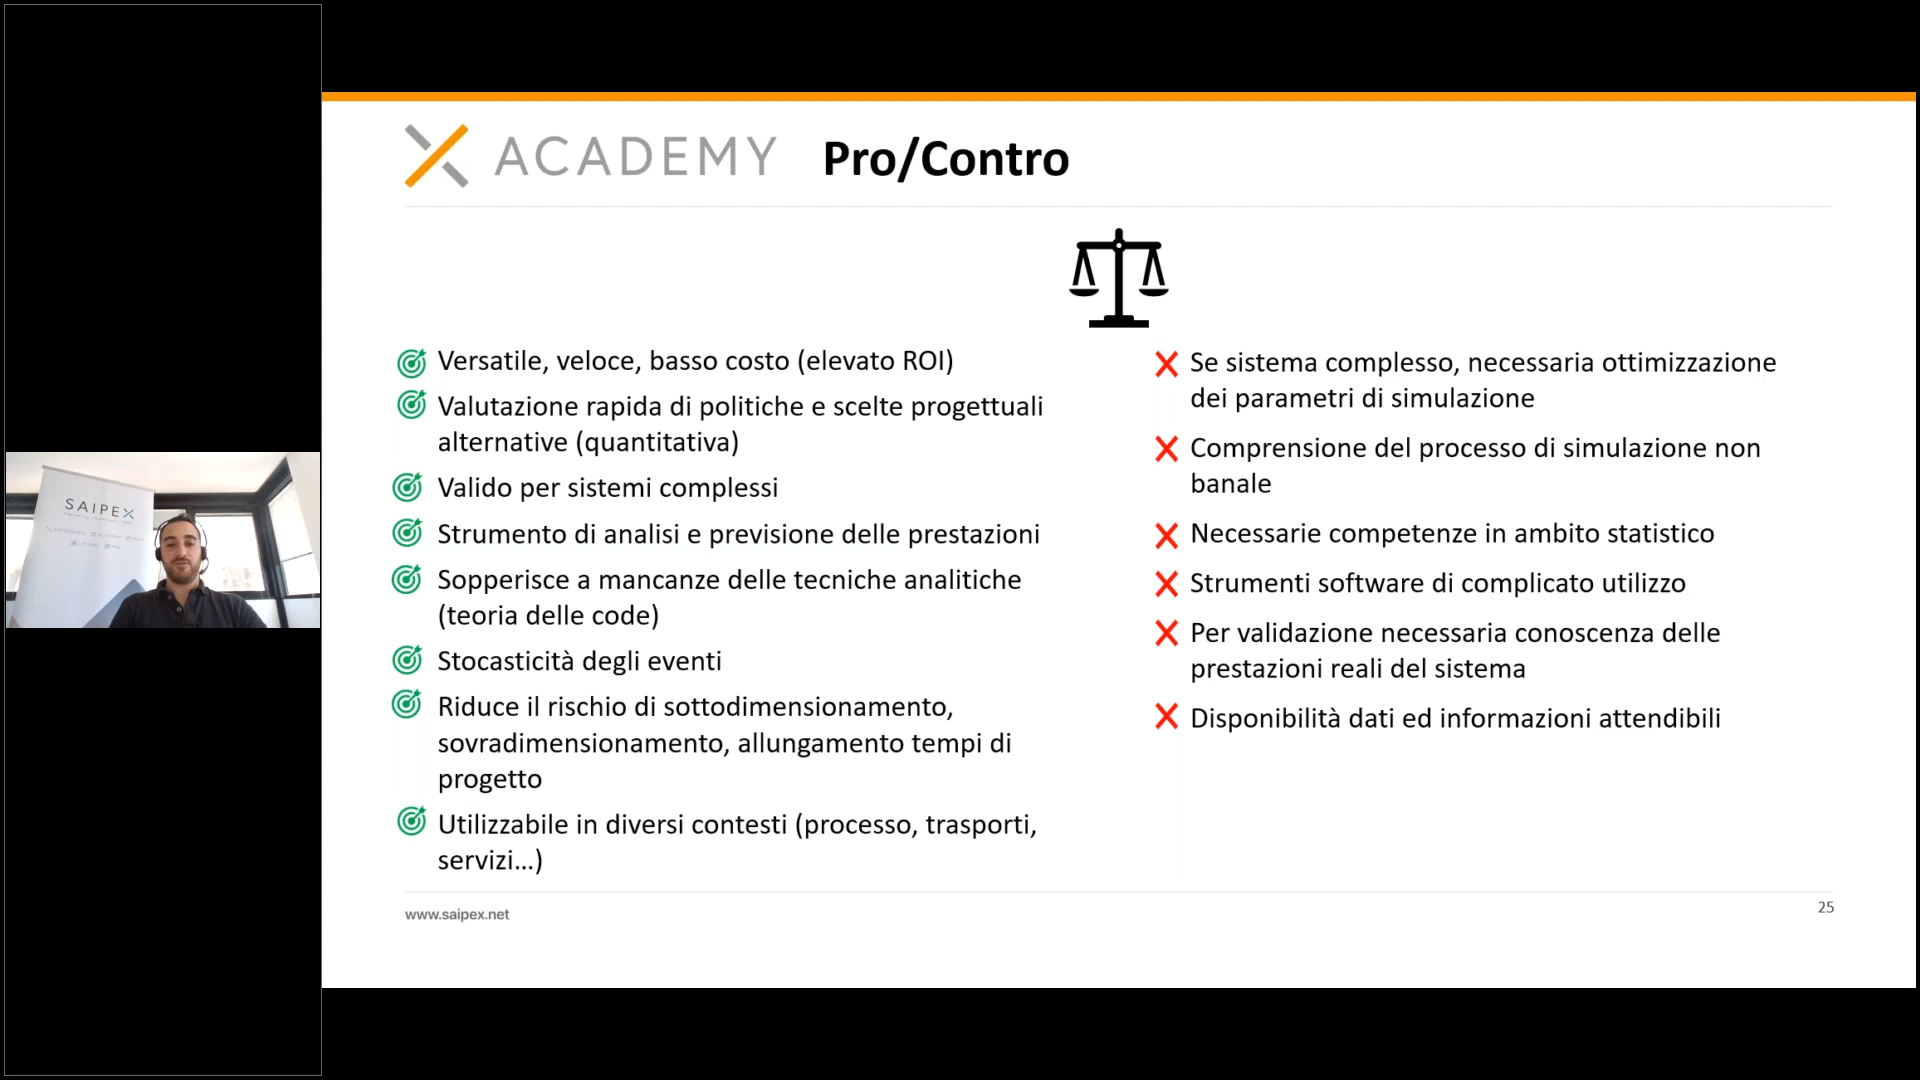 ACADEMY Pro/Contro
Versatile, veloce, basso costo (elevato ROI)
Valutazione rapida di politiche e scelte progettuali
alternative (quantitativa)
Valido per sistemi complessi
Strumento di analisi e previsione delle prestazioni
Sopperisce a mancanze delle tecniche analitiche
(teoria delle code)
Stocasticità degli eventi
Riduce il rischio di sottodimensionamento,
sovradimensionamento, allungamento tempi di
progetto
Utilizzabile in diversi contesti (processo, trasporti,
servizi...)
Se sistema complesso, necessaria ottimizzazione
dei parametri di simulazione
Comprensione del processo di simulazione non
banale
Necessarie competenze in ambito statistico
Strumenti software di complicato utilizzo
Per validazione necessaria conoscenza delle
prestazioni reali del sistema
Disponibilità dati ed informazioni attendibili
www.saipex.net
25
SAIPEX